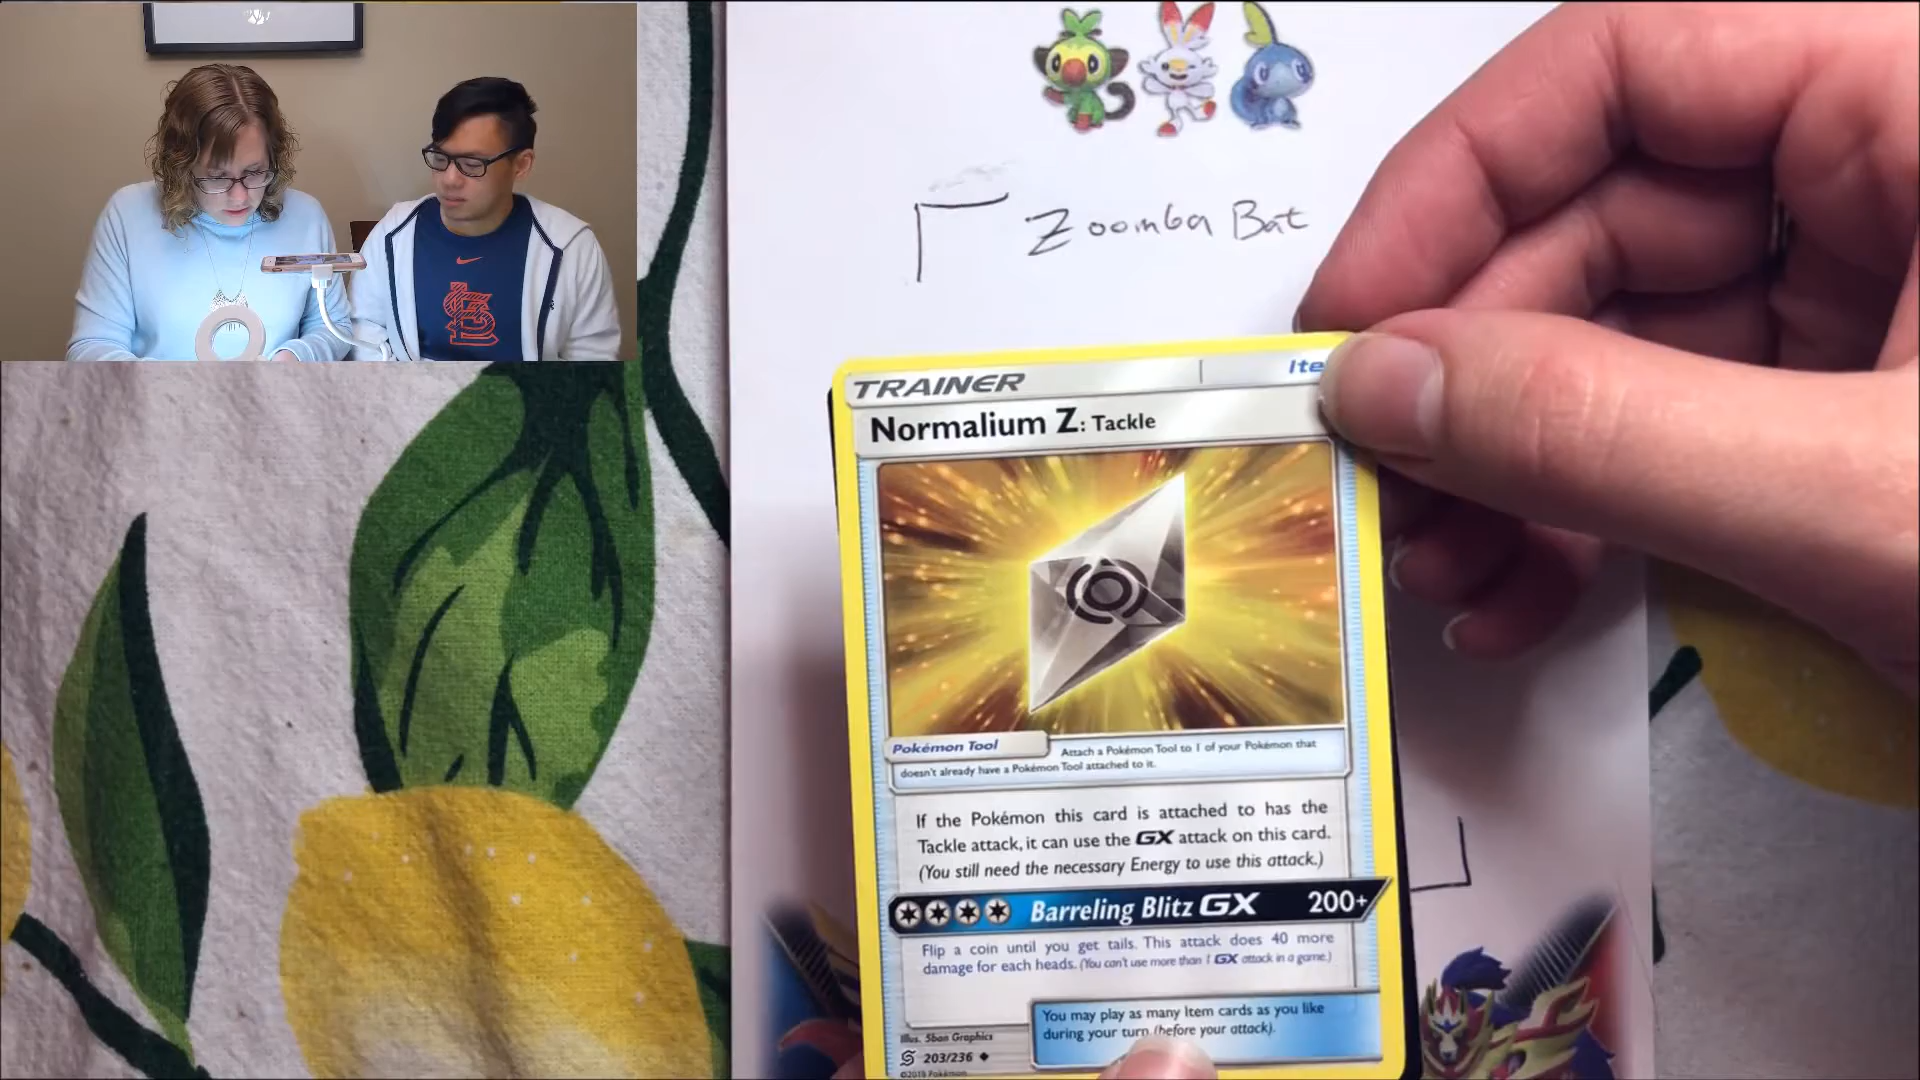 Zoomba Bat
TRAINER
Normalium Z: Tackle
Pokémon Tool
Attach a Pokémon Tool to 1 of your Pokémon that
doesn't already have a Pokémon Tool attached to it.
If the Pokémon this card is attached to has the
Tackle attack, it can use the GX attack on this card.
(You still need the necessary Energy to use this attack.)
Barreling Blitz GX 200+
Flip a coin until you get tails. This attack does 40 more
damage for each heads. (You can't use more than 1 GX attack in a game.)
You may play as many Item cards as you like
during your turn (before your attack).
Illus. 5ban Graphics
203/236
©2018 Pokémon